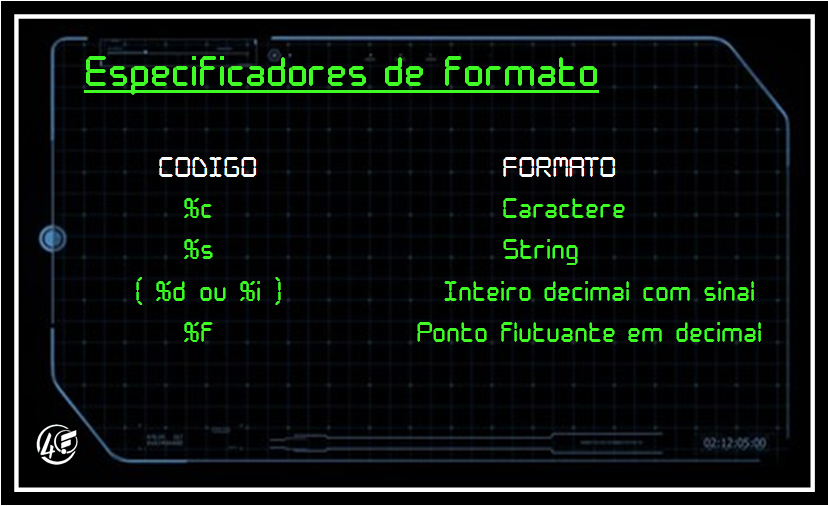 Especificadores de formato
CODIGO FORMATO
%c Caractere
%s String
( %d ou %i ) Inteiro decimal com sinal
%f Ponto flutuante em decimal
02:12:05:00